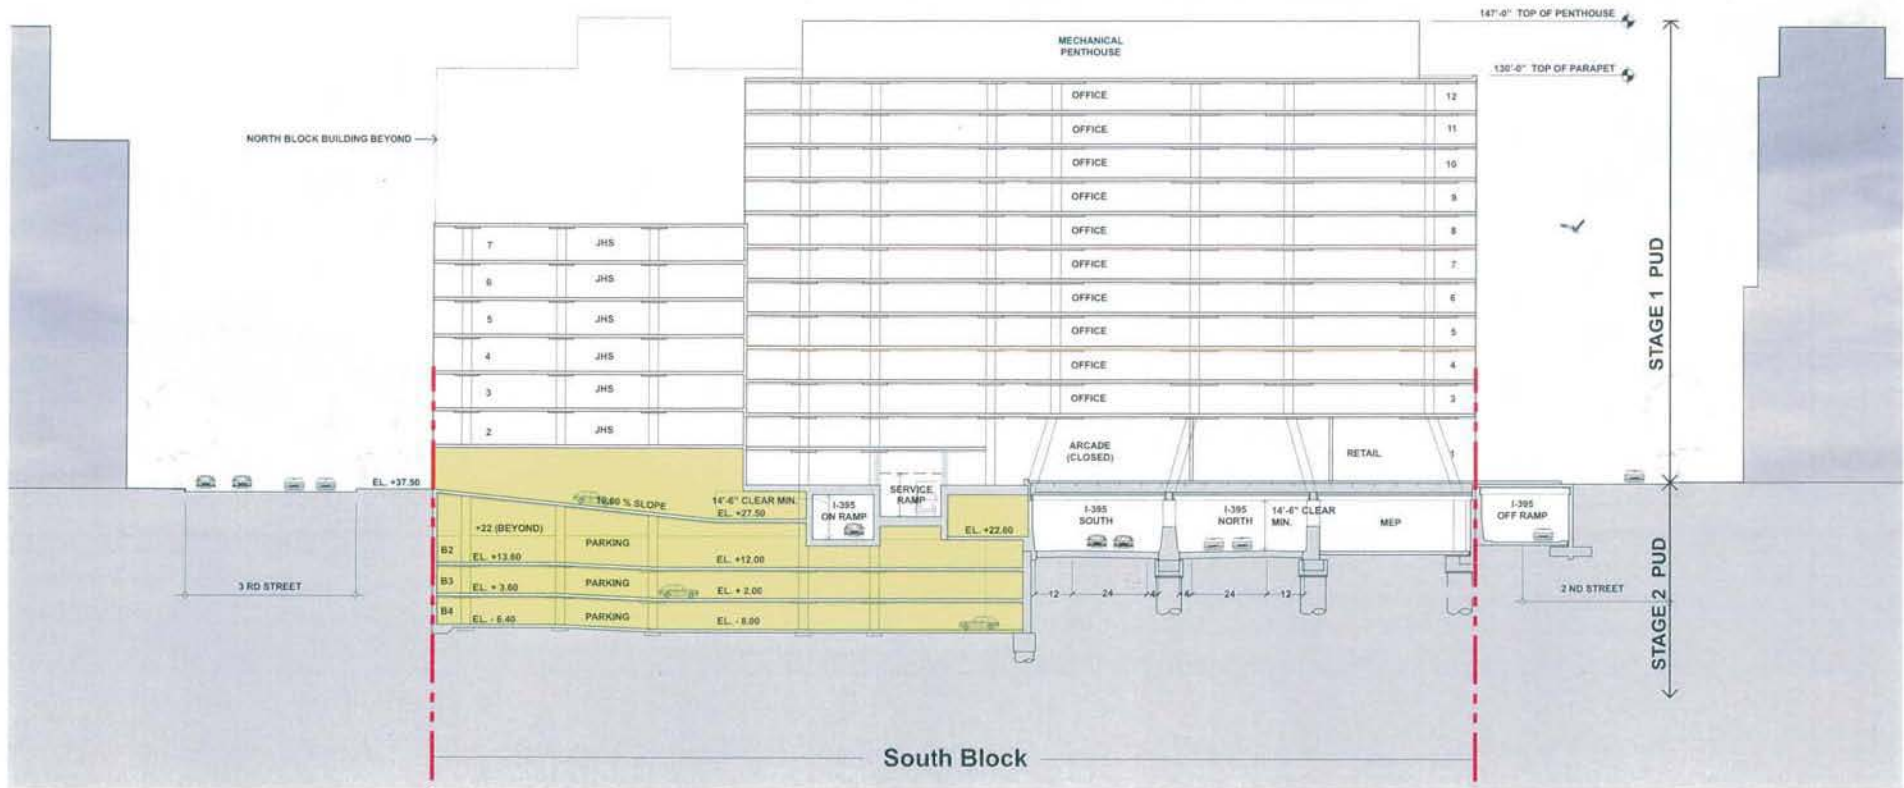 147'-0" TOP OF PENTHOUSE
MECHANICAL
PENTHOUSE
130'-0" TOP OF PARAPET
OFFICE 12
NORTH BLOCK BUILDING BEYOND
OFFICE 11
OFFICE 10
OFFICE 9
OFFICE 8
7 JHS
OFFICE 7
6 JHS
OFFICE 6
5 JHS
OFFICE 5
4 JHS
OFFICE 4
3 JHS
OFFICE 3
2 JHS
ARCADE
(CLOSED)
RETAIL 1
STAGE 1 PUD
EL. +37.50
% SLOPE
14'-6" CLEAR MIN.
EL. +27.50
I-395
ON RAMP
SERVICE
RAMP
EL. +22.60
I-395
SOUTH
I-395
NORTH
14'-6" CLEAR
MIN.
MEP
I-395
OFF RAMP
+22 (BEYOND)
PARKING
B2 EL. +13.60 EL. +12.00
3 RD STREET
B3 EL. + 3.60 PARKING EL. + 2.00
12 24 4 4 24 12
2 ND STREET
B4 EL. - 6.40 PARKING EL. - 8.00
STAGE 2 PUD
South Block